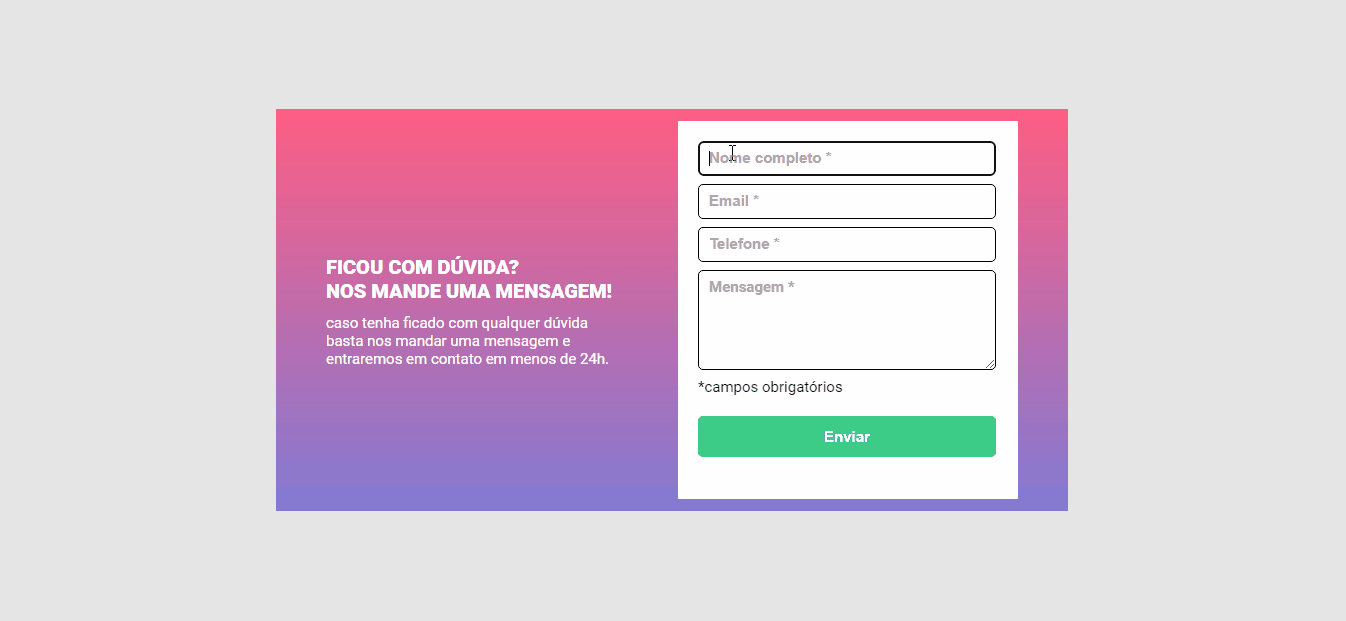 FICOU COM DÚVIDA?
NOS MANDE UMA MENSAGEM!
caso tenha ficado com qualquer dúvida
basta nos mandar uma mensagem e
entraremos em contato em menos de 24h.
Nome completo *
Email *
Telefone *
Mensagem *
*campos obrigatórios
Enviar